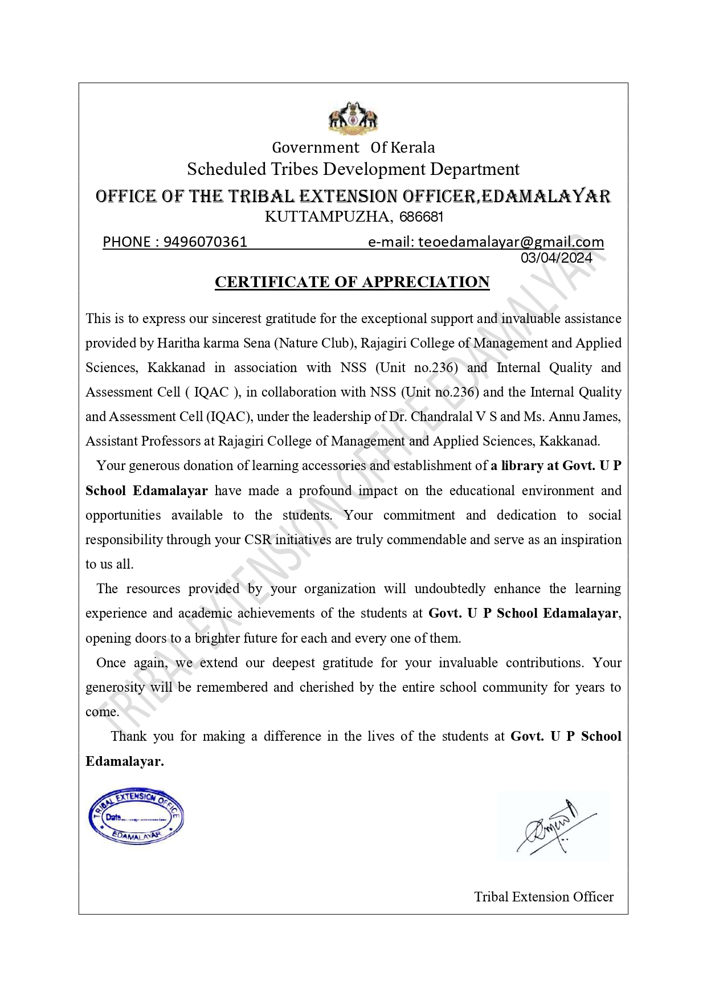 Government Of Kerala
Scheduled Tribes Development Department
OFFICE OF THE TRIBAL EXTENSION OFFICER,EDAMALAYAR
KUTTAMPUZHA, 686681
PHONE : 9496070361 e-mail: teoedamalayar@gmail.com
03/04/2024
CERTIFICATE OF APPRECIATION
This is to express our sincerest gratitude for the exceptional support and invaluable assistance
provided by Haritha karma Sena (Nature Club), Rajagiri College of Management and Applied
Sciences, Kakkanad in association with NSS (Unit no.236) and Internal Quality and
Assessment Cell ( IQAC ), in collaboration with NSS (Unit no.236) and the Internal Quality
and Assessment Cell (IQAC), under the leadership of Dr. Chandralal V S and Ms. Annu James,
Assistant Professors at Rajagiri College of Management and Applied Sciences, Kakkanad.
Your generous donation of learning accessories and establishment of a library at Govt. U P
School Edamalayar have made a profound impact on the educational environment and
opportunities available to the students. Your commitment and dedication to social
responsibility through your CSR initiatives are truly commendable and serve as an inspiration
to us all.
The resources provided by your organization will undoubtedly enhance the learning
experience and academic achievements of the students at Govt. U P School Edamalayar,
opening doors to a brighter future for each and every one of them.
Once again, we extend our deepest gratitude for your invaluable contributions. Your
generosity will be remembered and cherished by the entire school community for years to
come.
Thank you for making a difference in the lives of the students at Govt. U P School
Edamalayar.
TRIBAL EXTENSION OFFICE
Date
EDAMALAYAR
Tribal Extension Officer
TRIBAL EXTENSION OFFICE EDAMALYAR